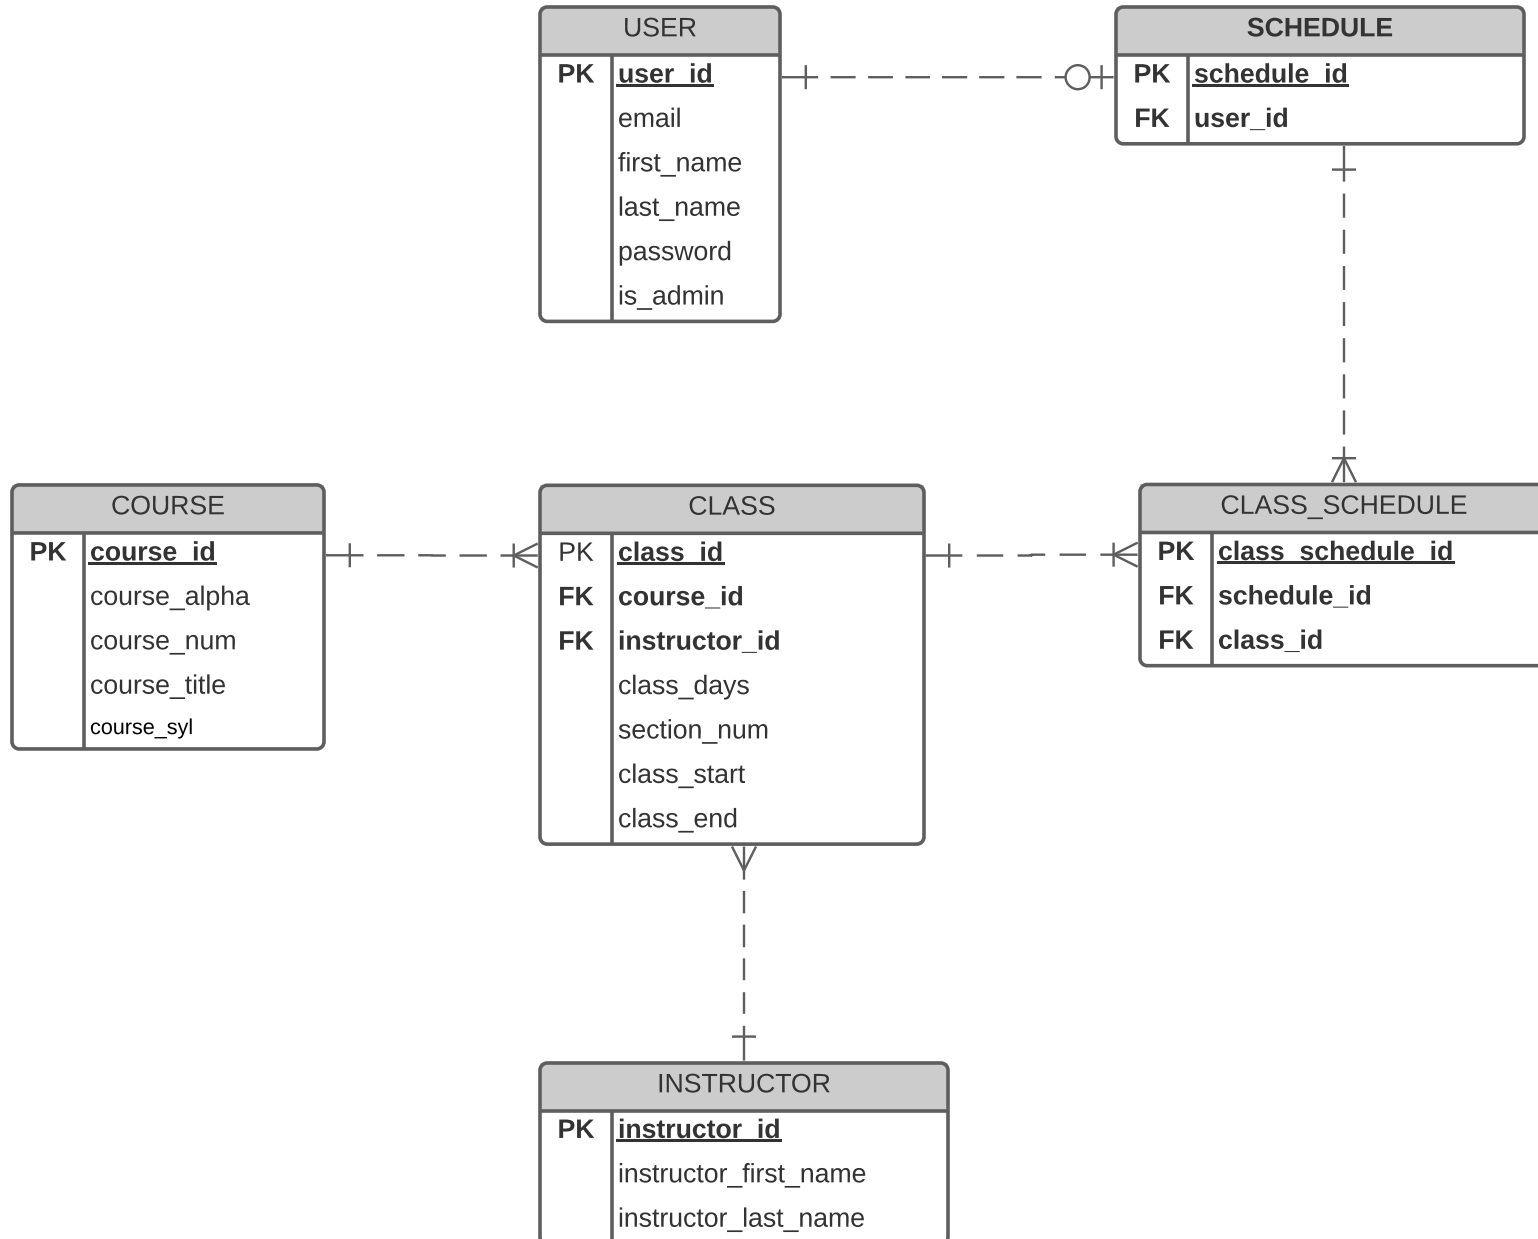 USER
PK user_id
email
first_name
last_name
password
is_admin
SCHEDULE
PK schedule_id
FK user_id
COURSE
PK course_id
course_alpha
course_num
course_title
course_syl
CLASS
PK class_id
FK course_id
FK instructor_id
class_days
section_num
class_start
class_end
CLASS_SCHEDULE
PK class_schedule_id
FK schedule_id
FK class_id
INSTRUCTOR
PK instructor_id
instructor_first_name
instructor_last_name